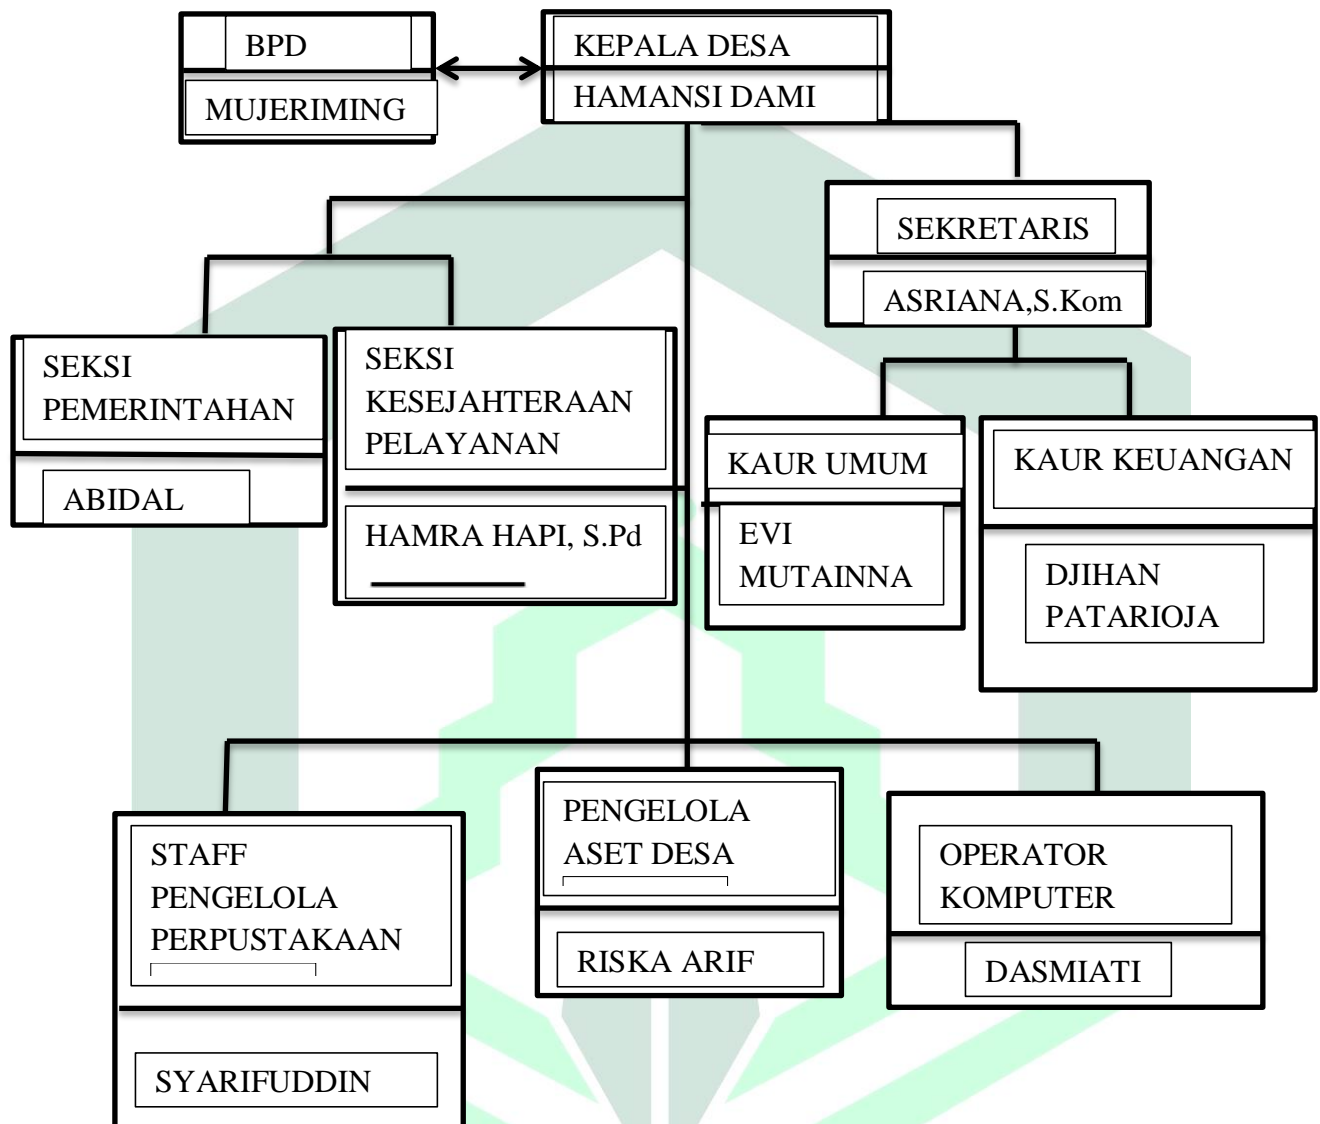 BPD
MUJERIMING
KEPALA DESA
HAMANSI DAMI
SEKRETARIS
ASRIANA,S.Kom
SEKSI
PEMERINTAHAN
ABIDAL
SEKSI
KESEJAHTERAAN
PELAYANAN
HAMRA HAPI, S.Pd
KAUR UMUM
EVI
MUTAINNA
KAUR KEUANGAN
DJIHAN
PATARIOJA
STAFF
PENGELOLA
PERPUSTAKAAN
SYARIFUDDIN
PENGELOLA
ASET DESA
RISKA ARIF
OPERATOR
KOMPUTER
DASMIATI